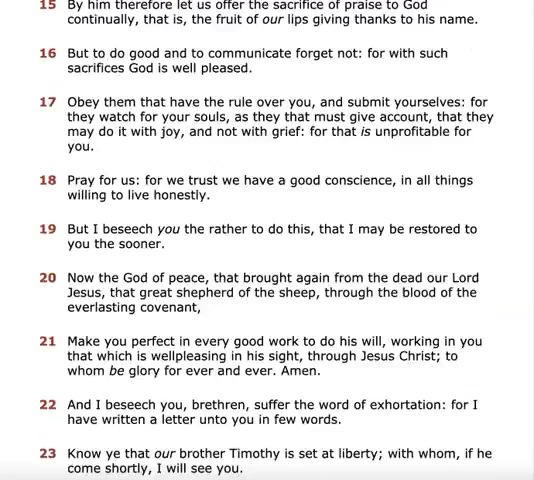 15 By him therefore let us offer the sacrifice of praise to God
continually, that is, the fruit of our lips giving thanks to his name.
16 But to do good and to communicate forget not: for with such
sacrifices God is well pleased.
17 Obey them that have the rule over you, and submit yourselves: for
they watch for your souls, as they that must give account, that they
may do it with joy, and not with grief: for that is unprofitable for
you.
18 Pray for us: for we trust we have a good conscience, in all things
willing to live honestly.
19 But I beseech you the rather to do this, that I may be restored to
you the sooner.
20 Now the God of peace, that brought again from the dead our Lord
Jesus, that great shepherd of the sheep, through the blood of the
everlasting covenant,
21 Make you perfect in every good work to do his will, working in you
that which is wellpleasing in his sight, through Jesus Christ; to
whom be glory for ever and ever. Amen.
22 And I beseech you, brethren, suffer the word of exhortation: for I
have written a letter unto you in few words.
23 Know ye that our brother Timothy is set at liberty; with whom, if he
come shortly, I will see you.